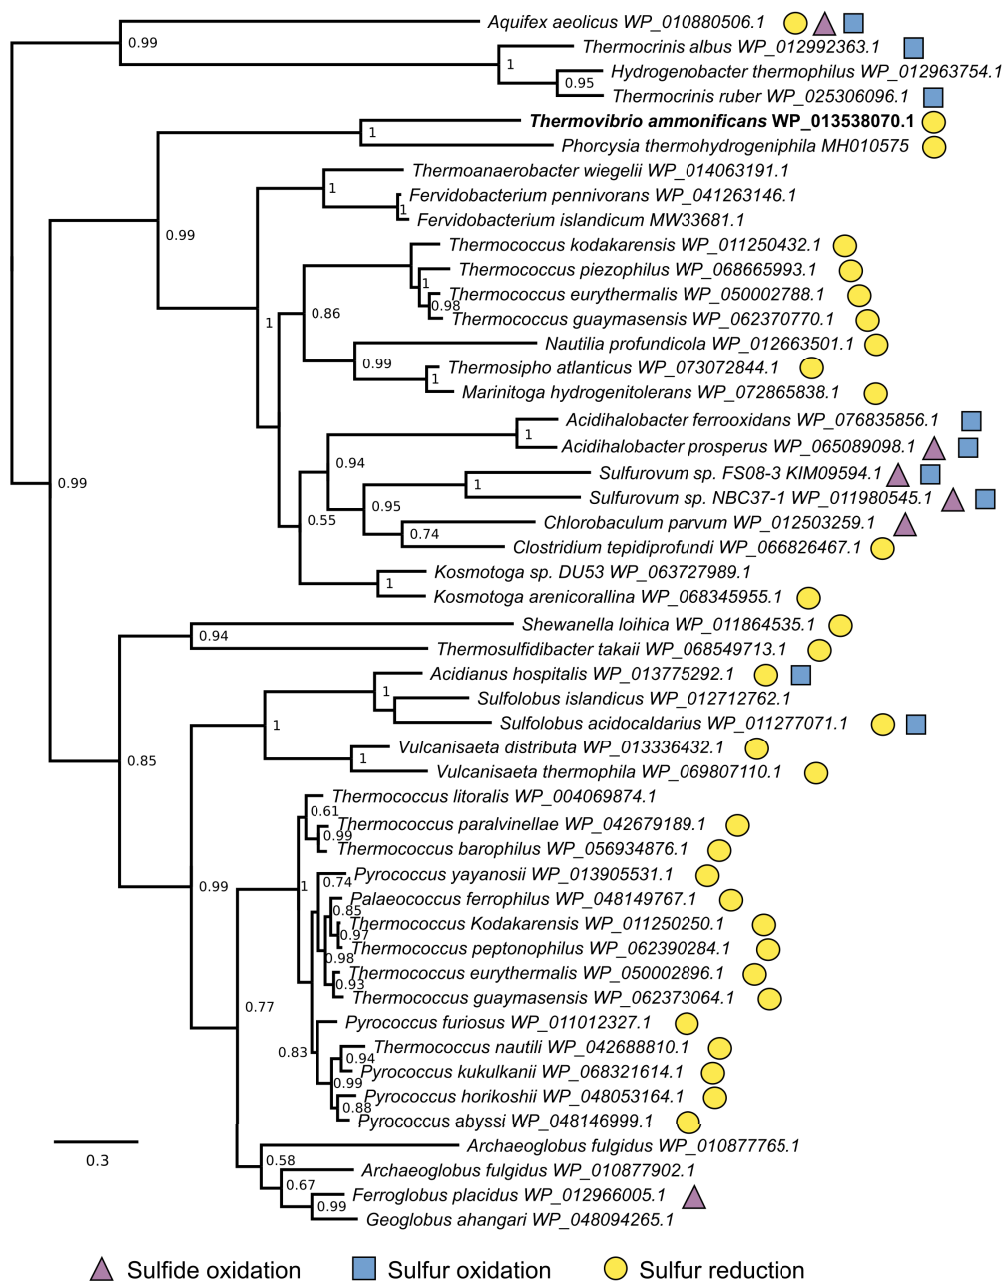 Aquifex aeolicus WP_010880506.1
0.99
Thermocrinis albus WP_012992363.1
1
Hydrogenobacter thermophilus WP_012963754.1
0.95
Thermocrinis ruber WP_025306096.1
Thermovibrio ammonificans WP_013538070.1
1
Phorcysia thermohydrogeniphila MH010575
Thermoanaerobacter wiegelii WP_014063191.1
1
Fervidobacterium pennivorans WP_041263146.1
1
Fervidobacterium islandicum MW33681.1
0.99
Thermococcus kodakarensis WP_011250432.1
Thermococcus piezophilus WP_068665993.1
1
Thermococcus eurythermalis WP_050002788.1
0.98
0.86
Thermococcus guaymasensis WP_062370770.1
1
Nautilia profundicola WP_012663501.1
0.99
Thermosipho atlanticus WP_073072844.1
1
Marinitoga hydrogenitolerans WP_072865838.1
Acidihalobacter ferrooxidans WP_076835856.1
1
Acidihalobacter prosperus WP_065089098.1
0.94
Sulfurovum sp. FS08-3 KIM09594.1
0.99
1
Sulfurovum sp. NBC37-1 WP_011980545.1
0.95
0.55
Chlorobaculum parvum WP_012503259.1
0.74
Clostridium tepidiprofundi WP_066826467.1
Kosmotoga sp. DU53 WP_063727989.1
1
Kosmotoga arenicorallina WP_068345955.1
Shewanella loihica WP_011864535.1
0.94
Thermosulfidibacter takaii WP_068549713.1
Acidianus hospitalis WP_013775292.1
1
Sulfolobus islandicus WP_012712762.1
Sulfolobus acidocaldarius WP_011277071.1
1
Vulcanisaeta distributa WP_013336432.1
0.85
1
Vulcanisaeta thermophila WP_069807110.1
Thermococcus litoralis WP_004069874.1
0.61
Thermococcus paralvinellae WP_042679189.1
0.99
Thermococcus barophilus WP_056934876.1
Pyrococcus yayanosii WP_013905531.1
0.74
0.99
1
Palaeococcus ferrophilus WP_048149767.1
0.85
Thermococcus Kodakarensis WP_011250250.1
0.97
Thermococcus peptonophilus WP_062390284.1
0.98
Thermococcus eurythermalis WP_050002896.1
0.93
Thermococcus guaymasensis WP_062373064.1
0.77
Pyrococcus furiosus WP_011012327.1
Thermococcus nautili WP_042688810.1
0.83
0.94
Pyrococcus kukulkanii WP_068321614.1
0.99
Pyrococcus horikoshii WP_048053164.1
0.88
Pyrococcus abyssi WP_048146999.1
Archaeoglobus fulgidus WP_010877765.1
0.3
0.58
Archaeoglobus fulgidus WP_010877902.1
0.67
Ferroglobus placidus WP_012966005.1
0.99
Geoglobus ahangari WP_048094265.1
Sulfide oxidation
Sulfur oxidation
Sulfur reduction